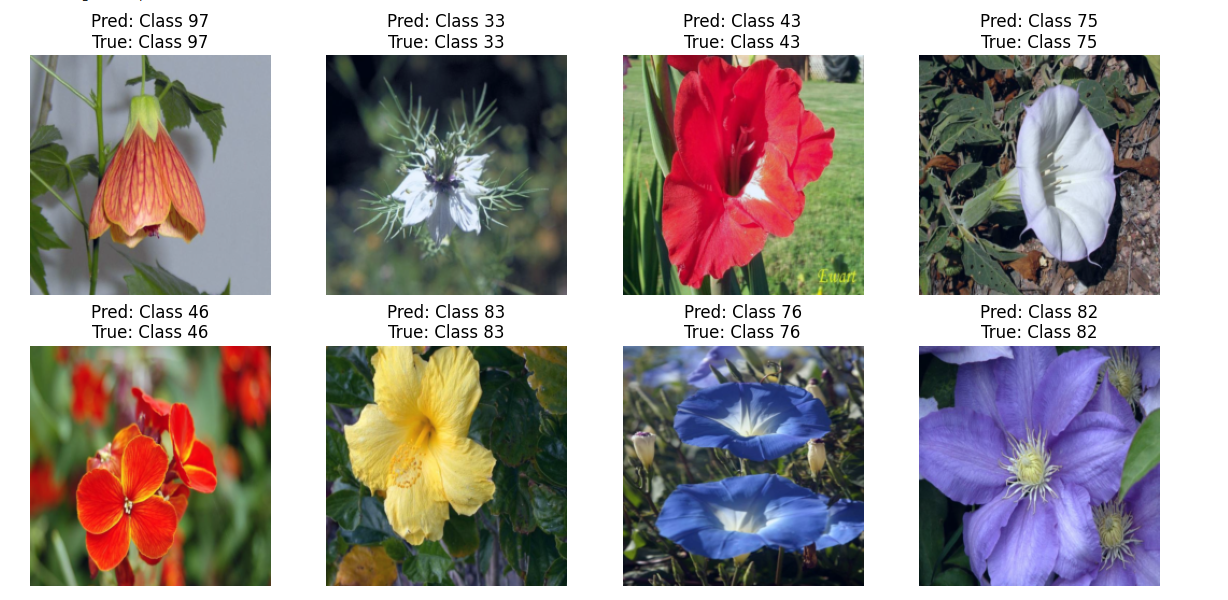 Pred: Class 97
True: Class 97
Pred: Class 33
True: Class 33
Pred: Class 43
True: Class 43
Pred: Class 75
True: Class 75
Ewart
Pred: Class 46
True: Class 46
Pred: Class 83
True: Class 83
Pred: Class 76
True: Class 76
Pred: Class 82
True: Class 82